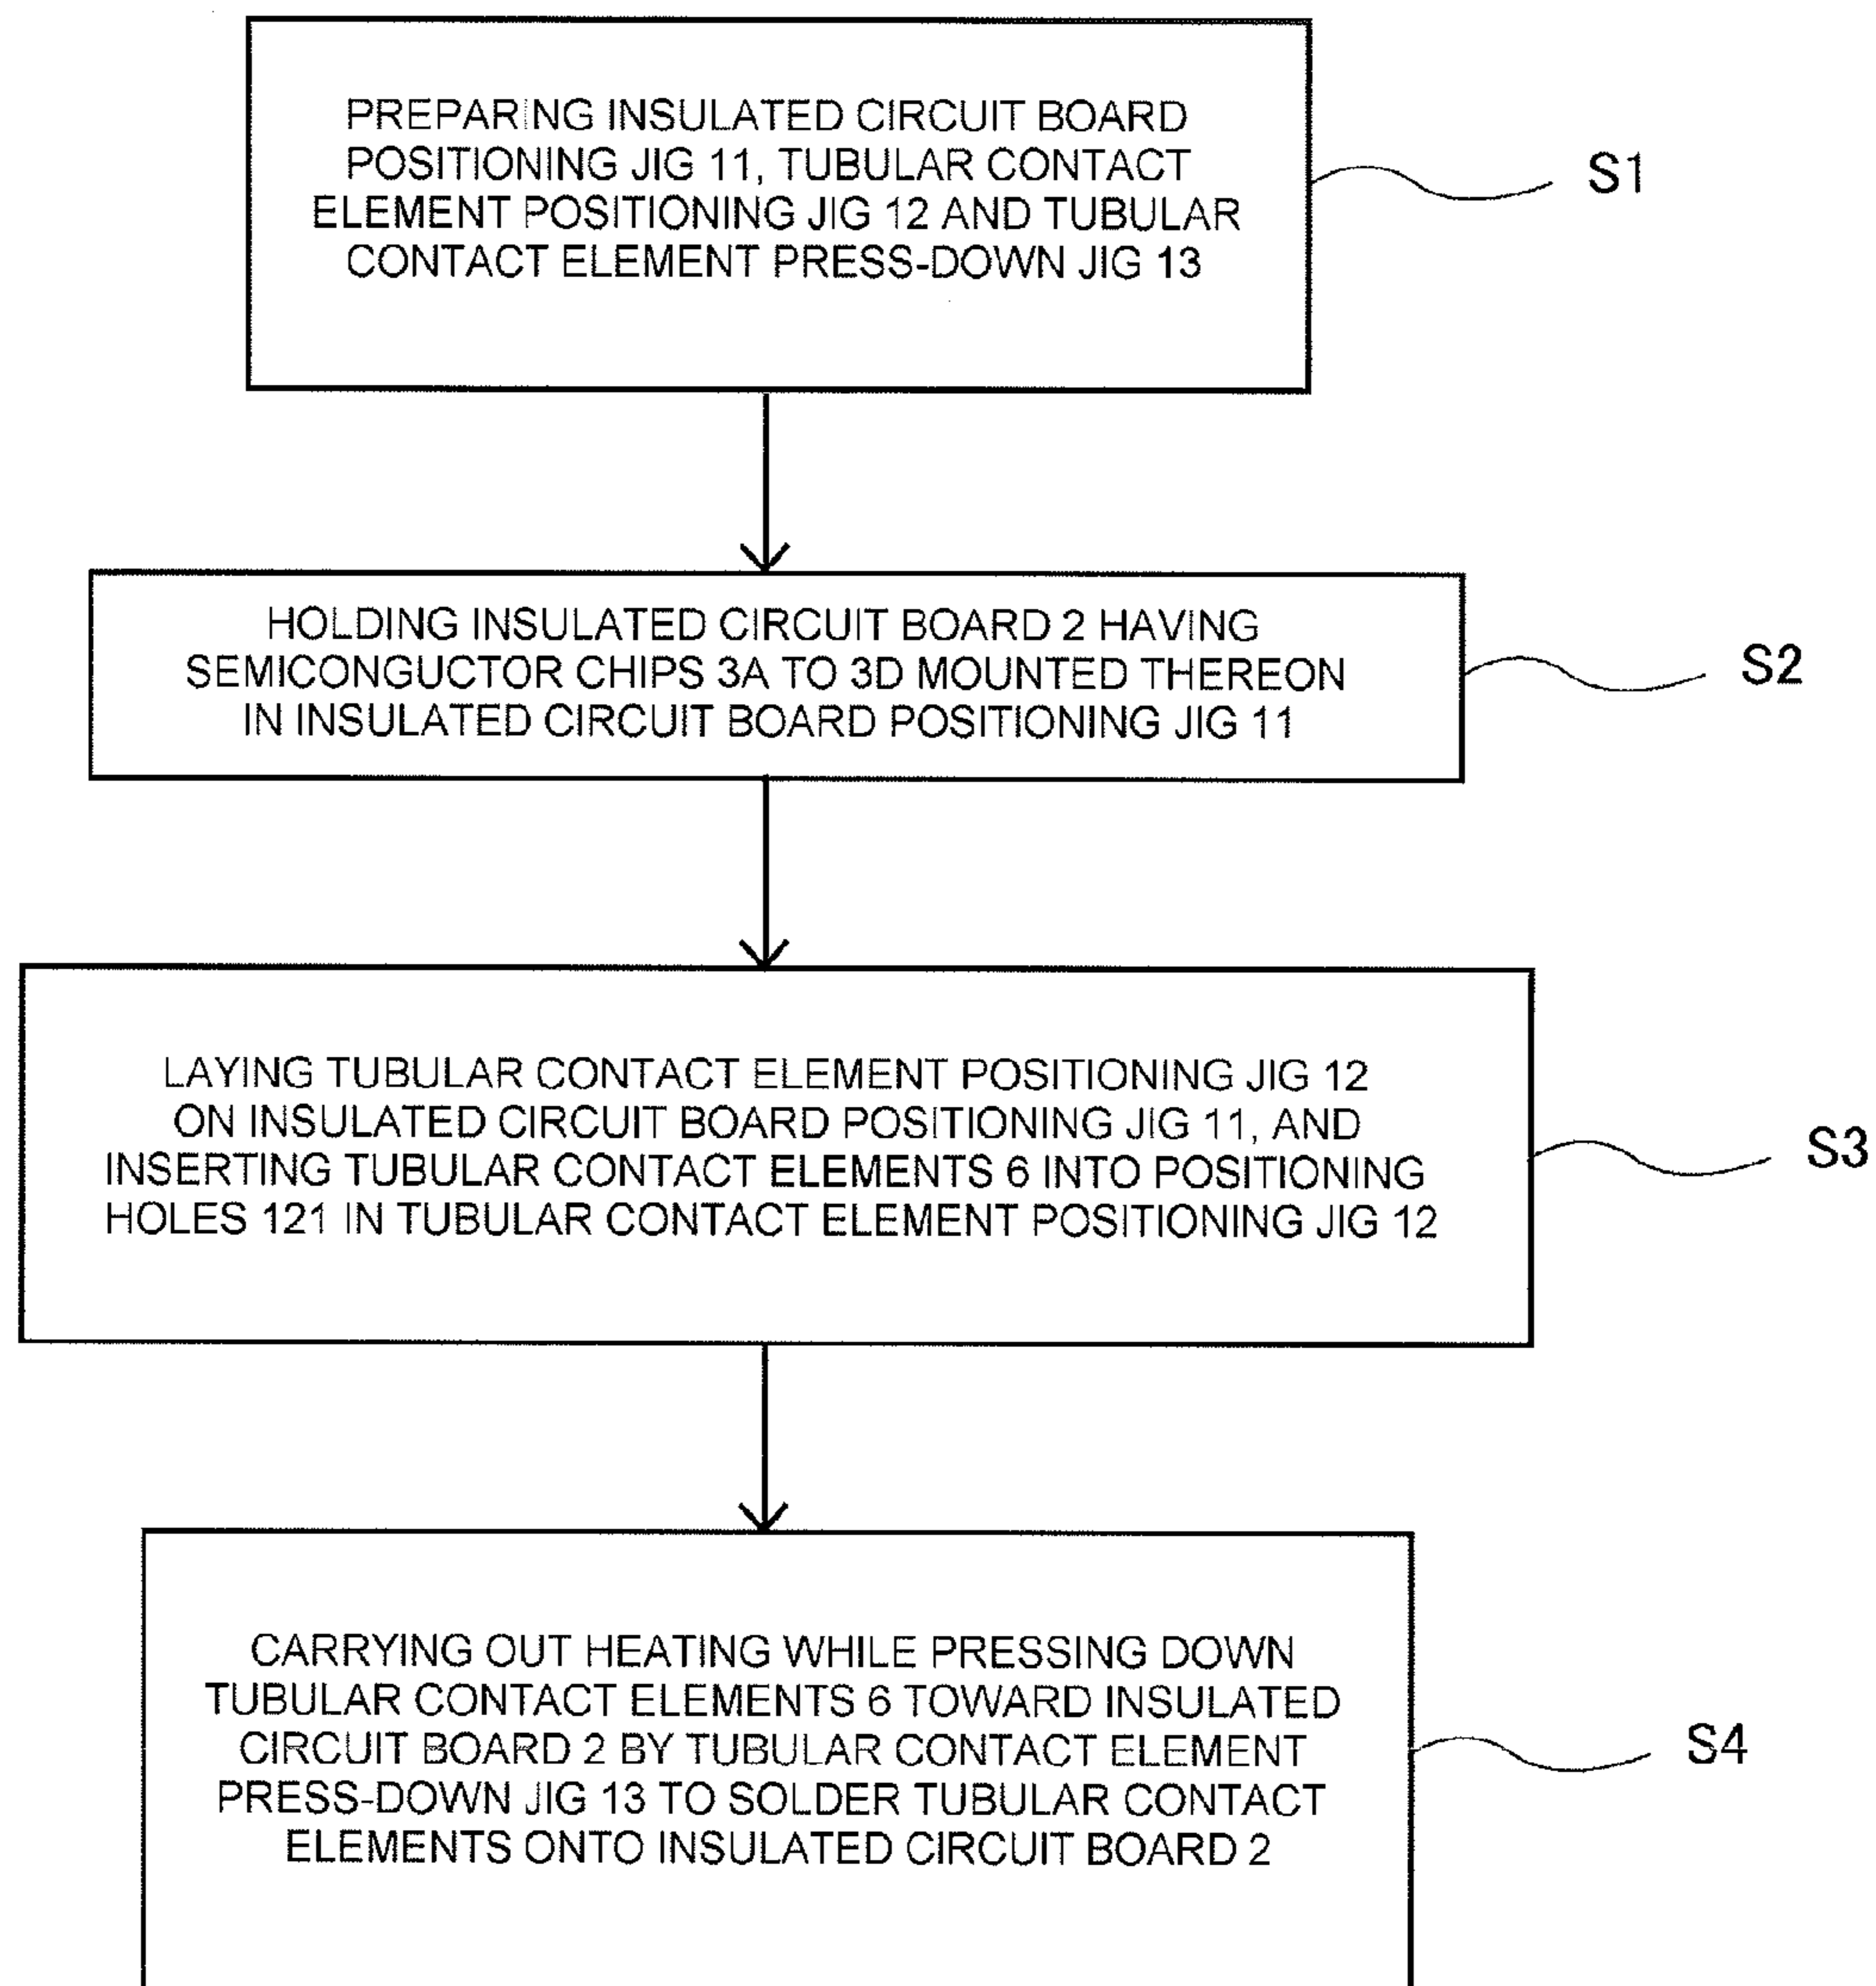 PREPARING INSULATED CIRCUIT BOARD
POSITIONING JIG 11, TUBULAR CONTACT
ELEMENT POSITIONING JIG 12 AND TUBULAR
CONTACT ELEMENT PRESS-DOWN JIG 13
S1
HOLDING INSULATED CIRCUIT BOARD 2 HAVING
SEMICONGUCTOR CHIPS 3A TO 3D MOUNTED THEREON
IN INSULATED CIRCUIT BOARD POSITIONING JIG 11
S2
LAYING TUBULAR CONTACT ELEMENT POSITIONING JIG 12
ON INSULATED CIRCUIT BOARD POSITIONING JIG 11, AND
INSERTING TUBULAR CONTACT ELEMENTS 6 INTO POSITIONING
HOLES 121 IN TUBULAR CONTACT ELEMENT POSITIONING JIG 12
S3
CARRYING OUT HEATING WHILE PRESSING DOWN
TUBULAR CONTACT ELEMENTS 6 TOWARD INSULATED
CIRCUIT BOARD 2 BY TUBULAR CONTACT ELEMENT
PRESS-DOWN JIG 13 TO SOLDER TUBULAR CONTACT
ELEMENTS ONTO INSULATED CIRCUIT BOARD 2
S4